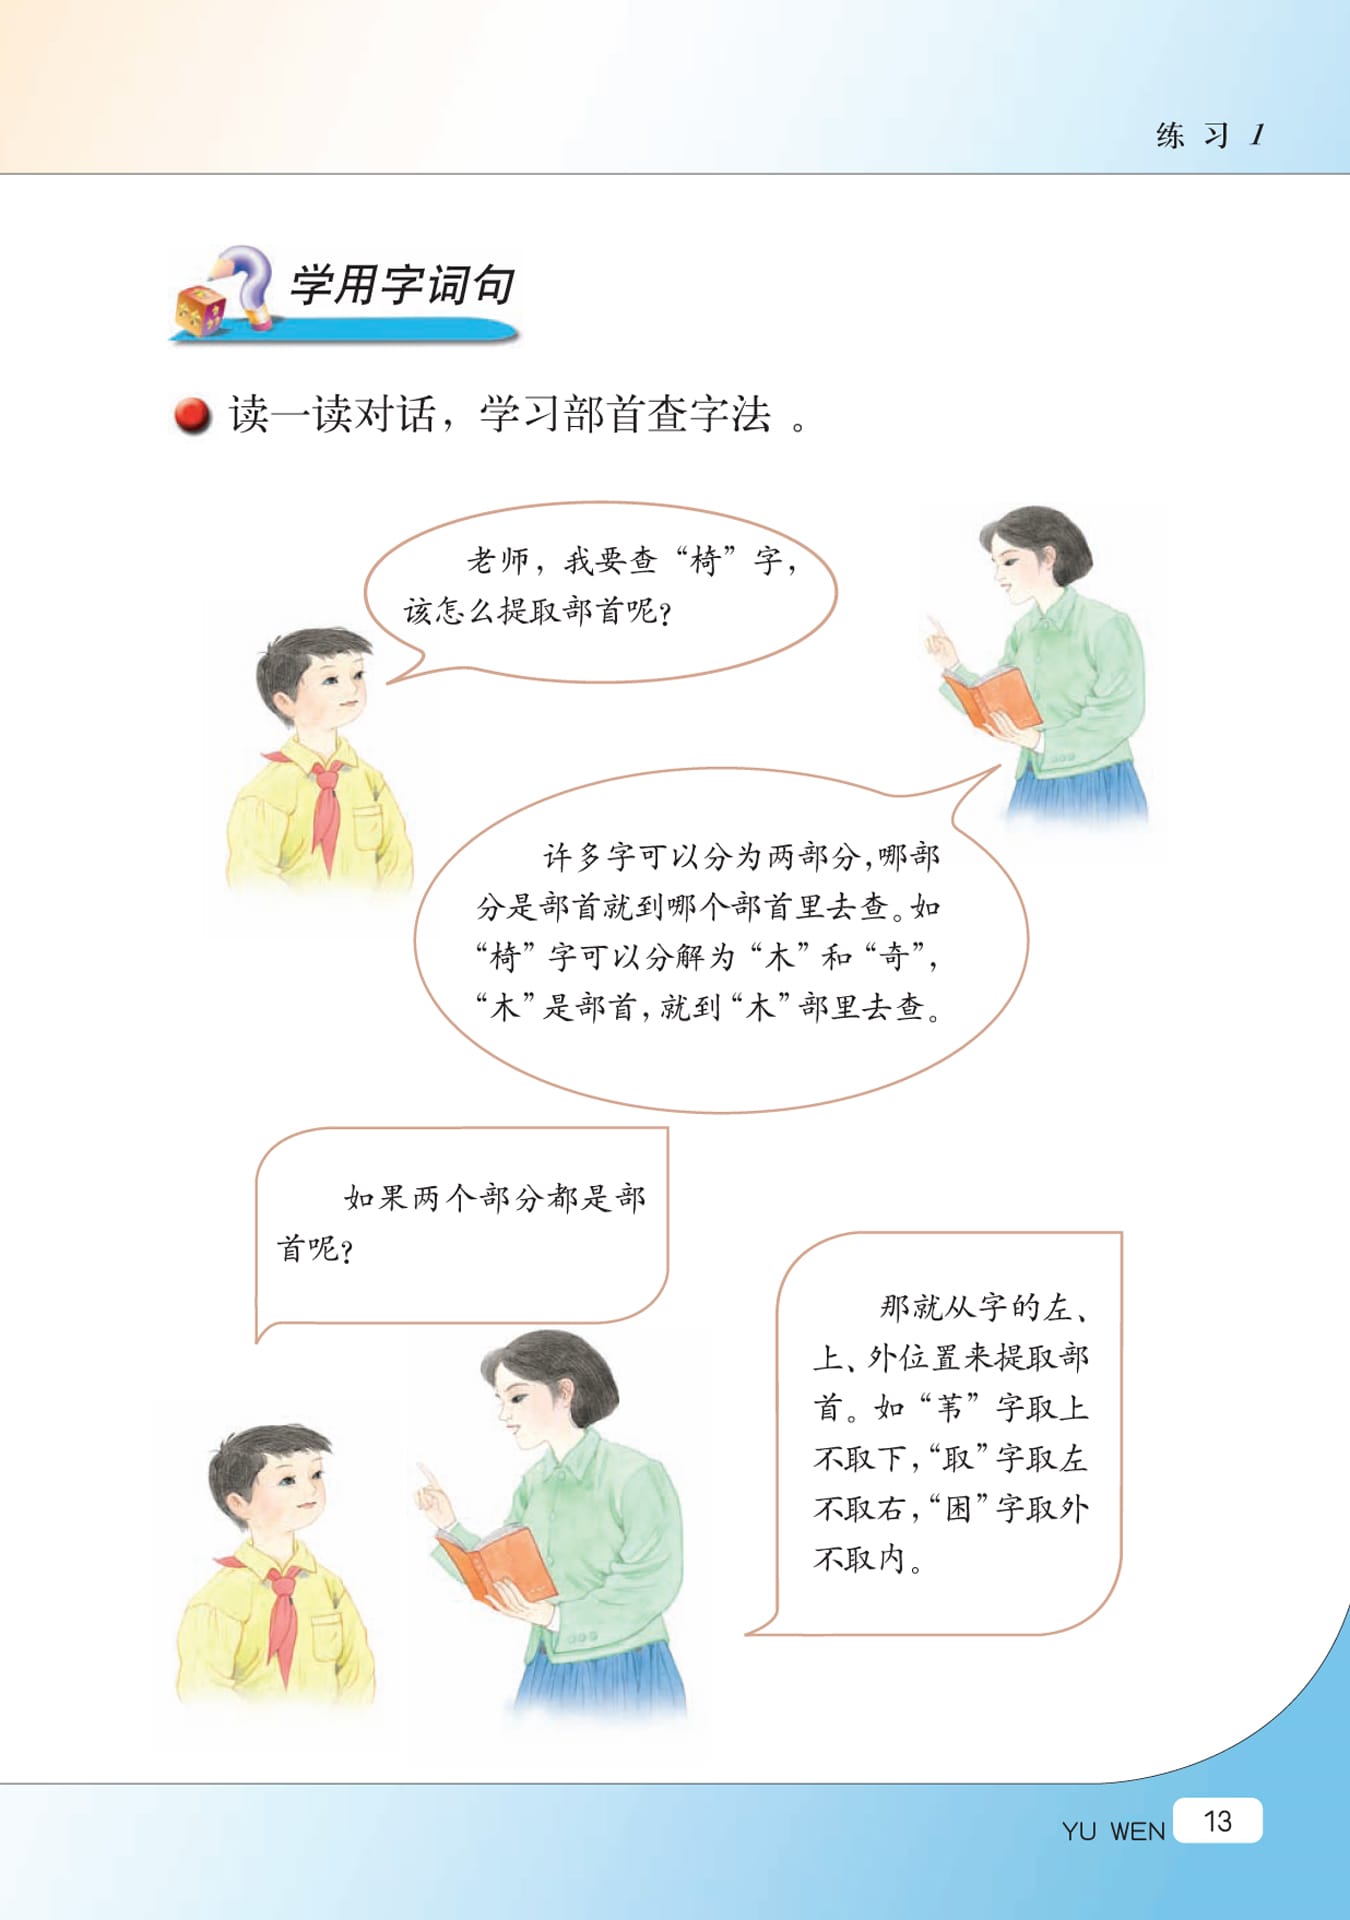 练习1
学用字词句
读一读对话，学习部首查字法。
老师，我要查“椅”字，
该怎么提取部首呢？
许多字可以分为两部分，哪部
分是部首就到哪个部首里去查。如
“椅”字可以分解为“木”和“奇”，
“木”是部首，就到“木”部里去查。
如果两个部分都是部
首呢？
那就从字的左、
上、外位置来提取部
首。如“苇”字取上
不取下，“取”字取左
不取右，“困”字取外
不取内。
YU WEN 13